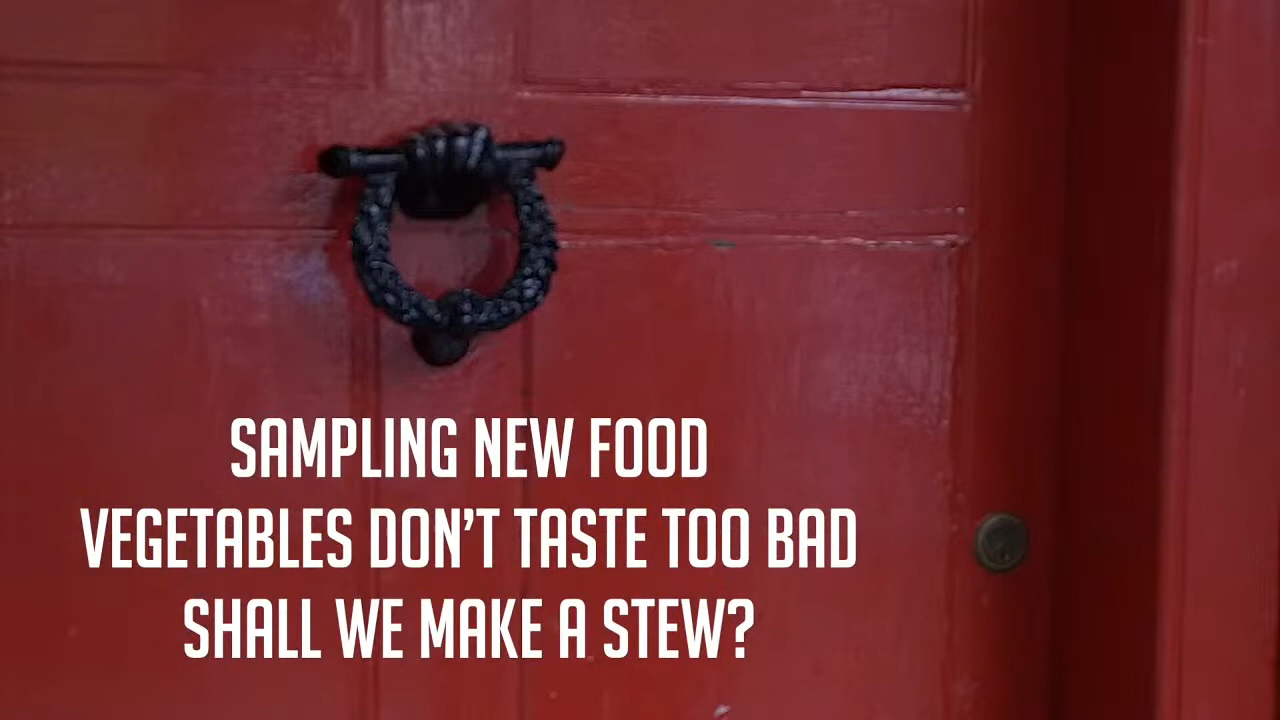 SAMPLING NEW FOOD
VEGETABLES DON'T TASTE TOO BAD
SHALL WE MAKE A STEW?